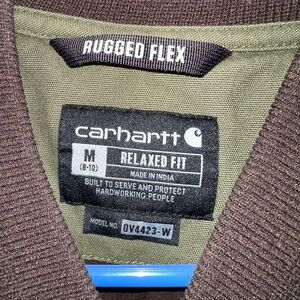 RUGGED FLEX
carhartt
M
(8-10)
RELAXED FIT
MADE IN INDIA
BUILT TO SERVE AND PROTECT
HARDWORKING PEOPLE
MODEL NO. OV4423-W